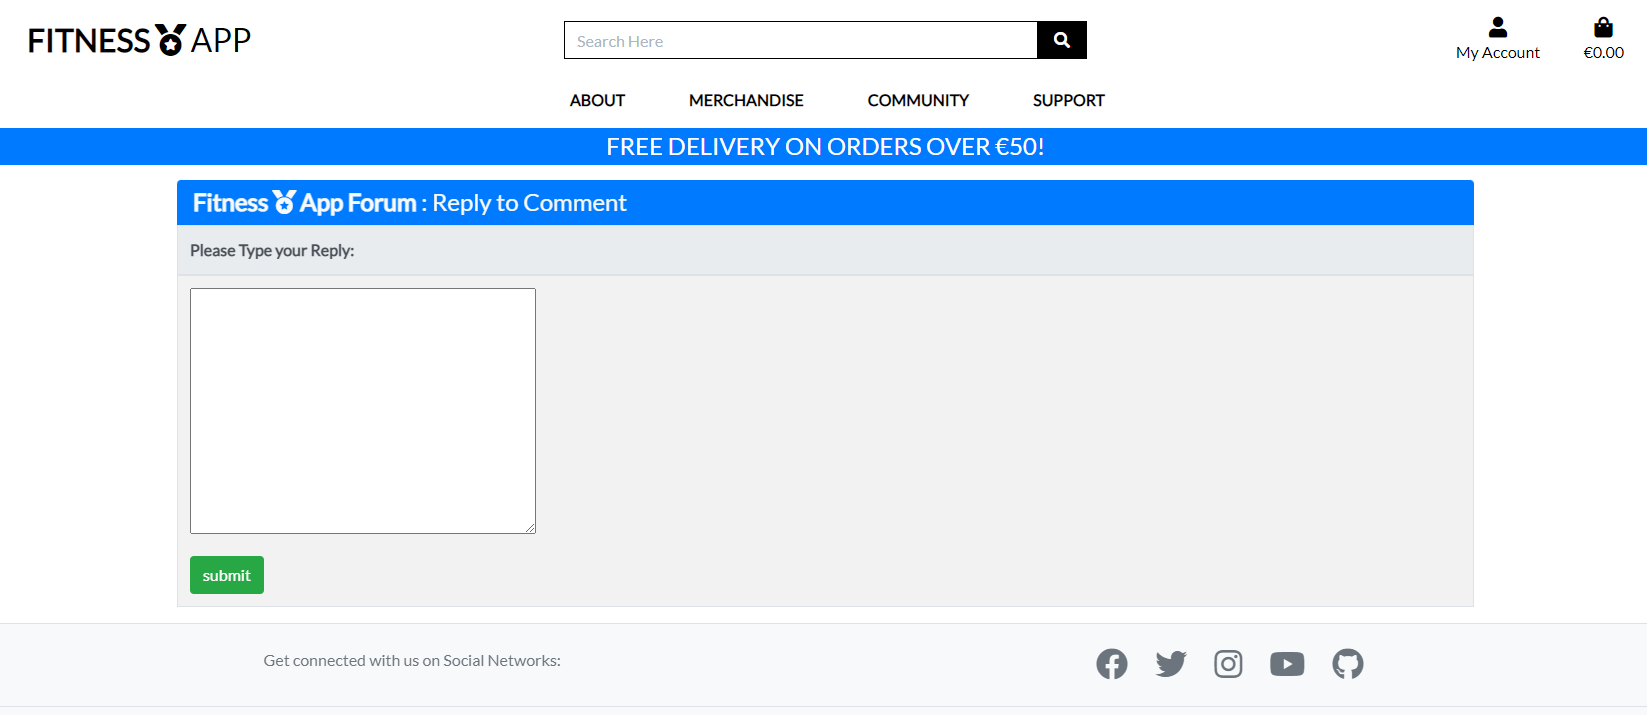 FITNESS APP
Search Here
My Account
€0.00
ABOUT MERCHANDISE COMMUNITY SUPPORT
FREE DELIVERY ON ORDERS OVER €50!
Fitness App Forum : Reply to Comment
Please Type your Reply:
submit
Get connected with us on Social Networks: